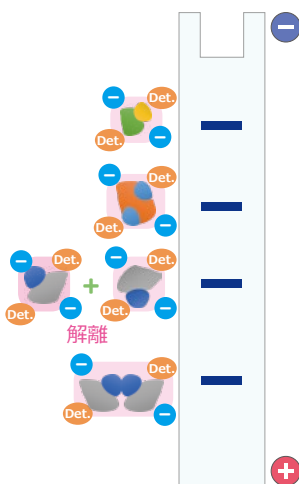 −
− Det.
Det. −
− Det.
Det. −
− Det. + − Det.
Det. − Det. −
解離
− Det.
Det. −
+